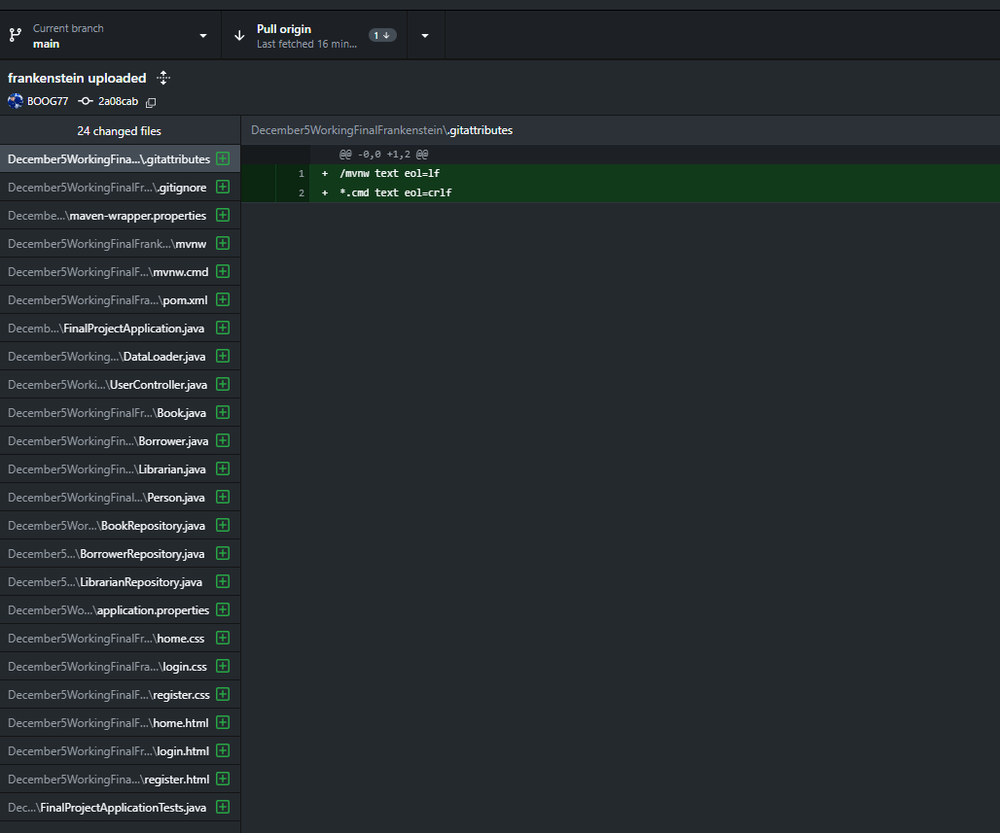 Current branch
main
Pull origin
Last fetched 16 min...
1
frankenstein uploaded
BOOG77 2a08cab
24 changed files
December5WorkingFina...\.gitattributes
December5WorkingFinalFr...\.gitignore
Decembe...\maven-wrapper.properties
December5WorkingFinalFrank...\mvnw
December5WorkingFinalF...\mvnw.cmd
December5WorkingFinalFra...\pom.xml
Decemb...\FinalProjectApplication.java
December5Working...\DataLoader.java
December5Worki...\UserController.java
December5WorkingFinalFr...\Book.java
December5WorkingFin...\Borrower.java
December5WorkingFin...\Librarian.java
December5WorkingFinal...\Person.java
December5Wor...\BookRepository.java
December5...\BorrowerRepository.java
December5...\LibrarianRepository.java
December5Wo...\application.properties
December5WorkingFinalFr...\home.css
December5WorkingFinalFra...\login.css
December5WorkingFinalF...\register.css
December5WorkingFinalF...\home.html
December5WorkingFinalFr...\login.html
December5WorkingFina...\register.html
Dec...\FinalProjectApplicationTests.java
December5WorkingFinalFrankenstein\.gitattributes
@@ -0,0 +1,2 @@
1 + /mvnw text eol=lf
2 + *.cmd text eol=crlf